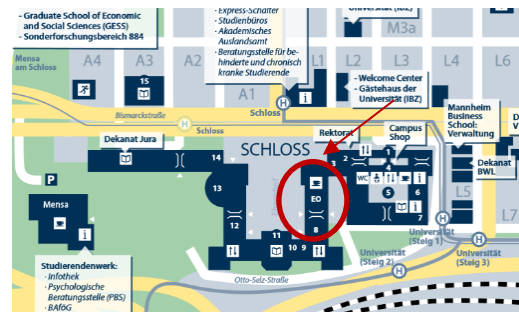 - Graduate School of Economic
and Social Sciences (GESS)
- Sonderforschungsbereich 884
- Express-Schalter
- Studienbüros
- Akademisches
Auslandsamt
- Beratungsstelle für be-
hinderte und chronisch
kranke Studierende
Universität (IBZ)
M3a
Mensa
am Schloss
A4
A3
A2
A1
L1
L2
L4
L6
15
- Welcome Center
- Gästehaus der
Universität (IBZ)
H
Schloss
Bismarckstraße
H
Schloss
Mannheim
Business
School:
Verwaltung
Dekanat Jura
SCHLOSS
Rektorat
Campus
Shop
Dekanat
BWL
14
13
12
11
10
9
8
EO
3
2
1
4
5
6
7
WC
L5
L7
P
Mensa
i
Universität
(Steig 1)
H
Universität
(Steig 2)
H
Universität
(Steig 3)
Otto-Selz-Straße
Studierendenwerk:
· Infothek
· Psychologische
Beratungsstelle (PBS)
· BAföG